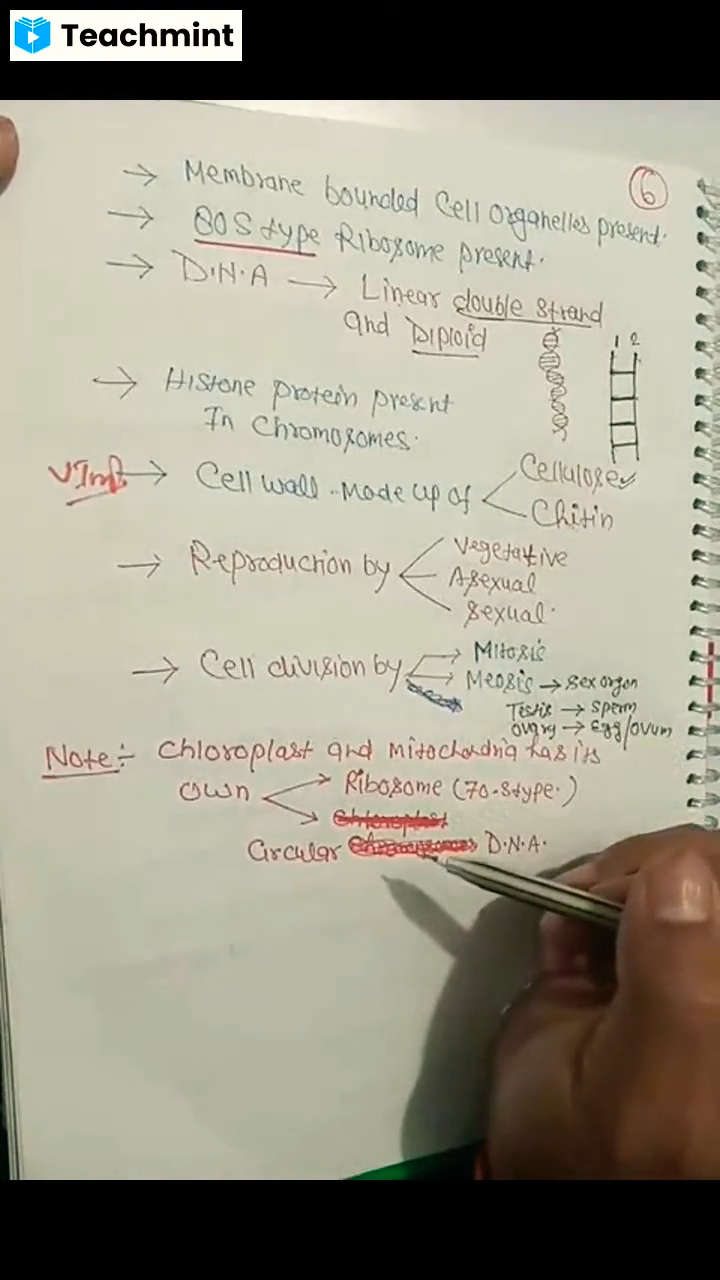 Teachmint
6
→ Membrane bounded Cell organelles present.
→ 80S type Ribosome present.
→ D.N.A → Linear double strand
and Diploid
1 2
→ Histone protein present
In Chromosomes.
V Imp → Cell wall - Made up of Cellulose ✓
Chitin
→ Reproduction by Vegetative
Asexual
Sexual.
→ Cell division by → Mitosis
→ Meosis → Sex organ
Testis → Sperm
Ovary → Egg/Ovum
Note:- Chloroplast and Mitochondria has its
own → Ribosome (70-Stype.)
→ Chloroplast
Circular D.N.A.